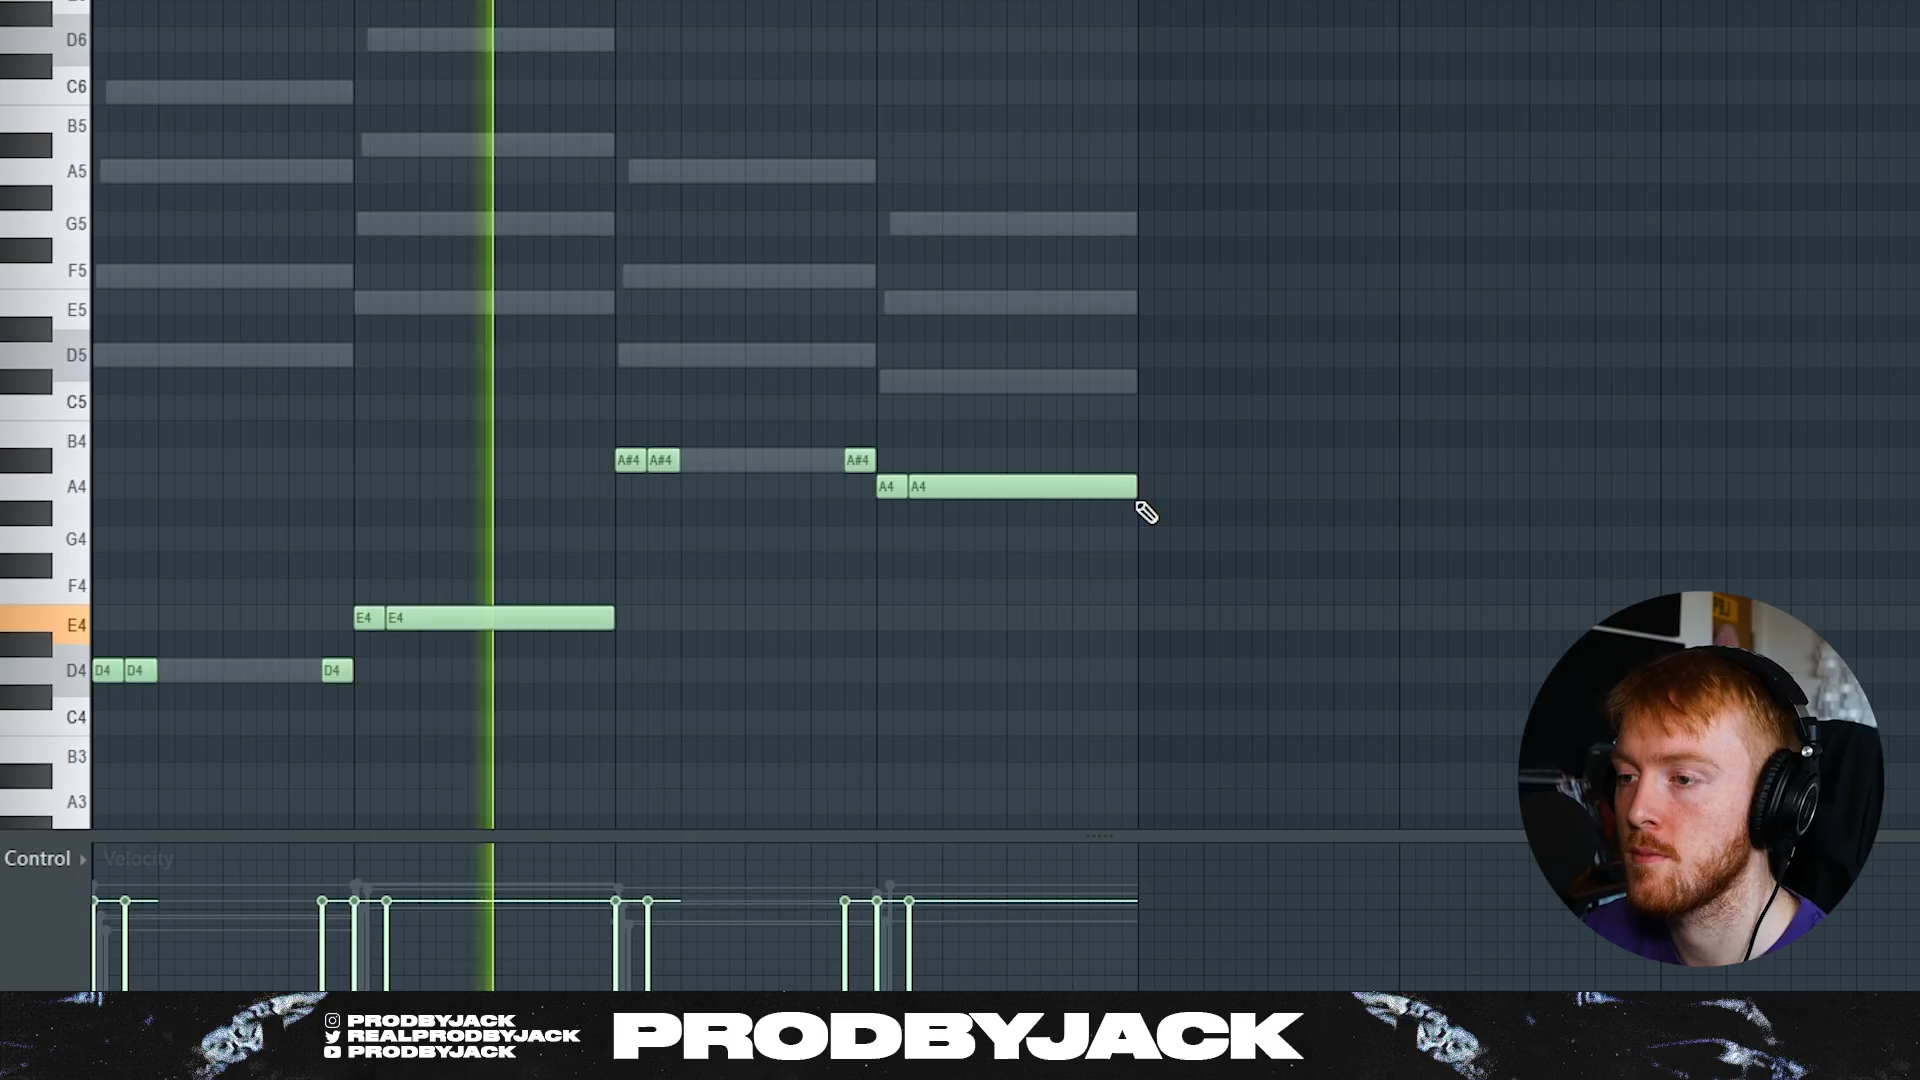 D6
C6
B5
A5
G5
F5
E5
D5
C5
B4
A#4 A#4 A#4
A4
A4 A4
G4
F4
E4
E4 E4
D4
D4 D4 D4
C4
B3
A3
Control
Velocity
PRODBYJACK
REALPRODBYJACK
PRODBYJACK
PRODBYJACK